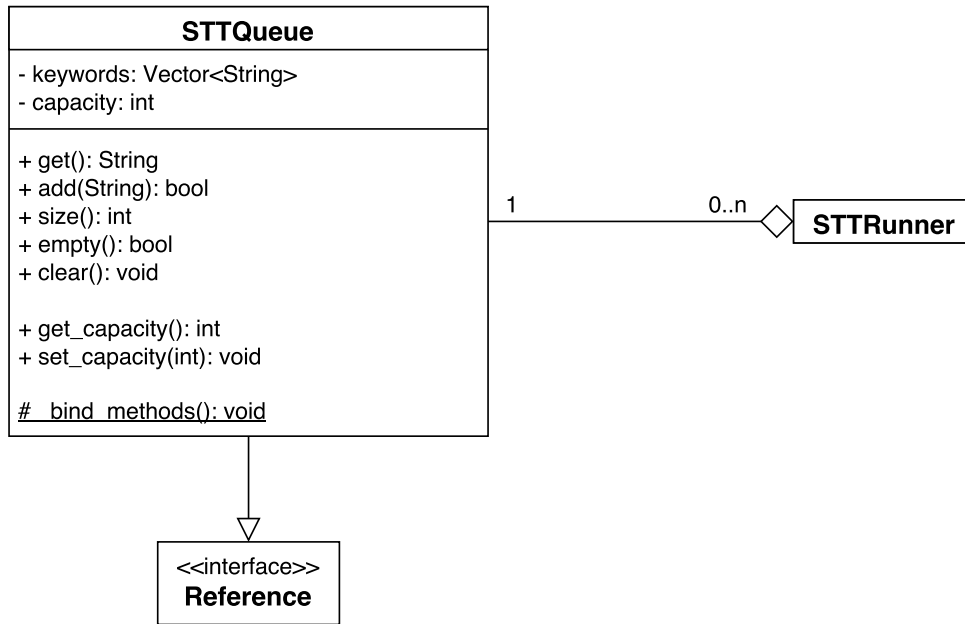 STTQueue
- keywords: Vector<String>
- capacity: int
+ get(): String
+ add(String): bool
+ size(): int
+ empty(): bool
+ clear(): void
+ get_capacity(): int
+ set_capacity(int): void
# _bind_methods(): void
1
0..n
STTRunner
<<interface>>
Reference